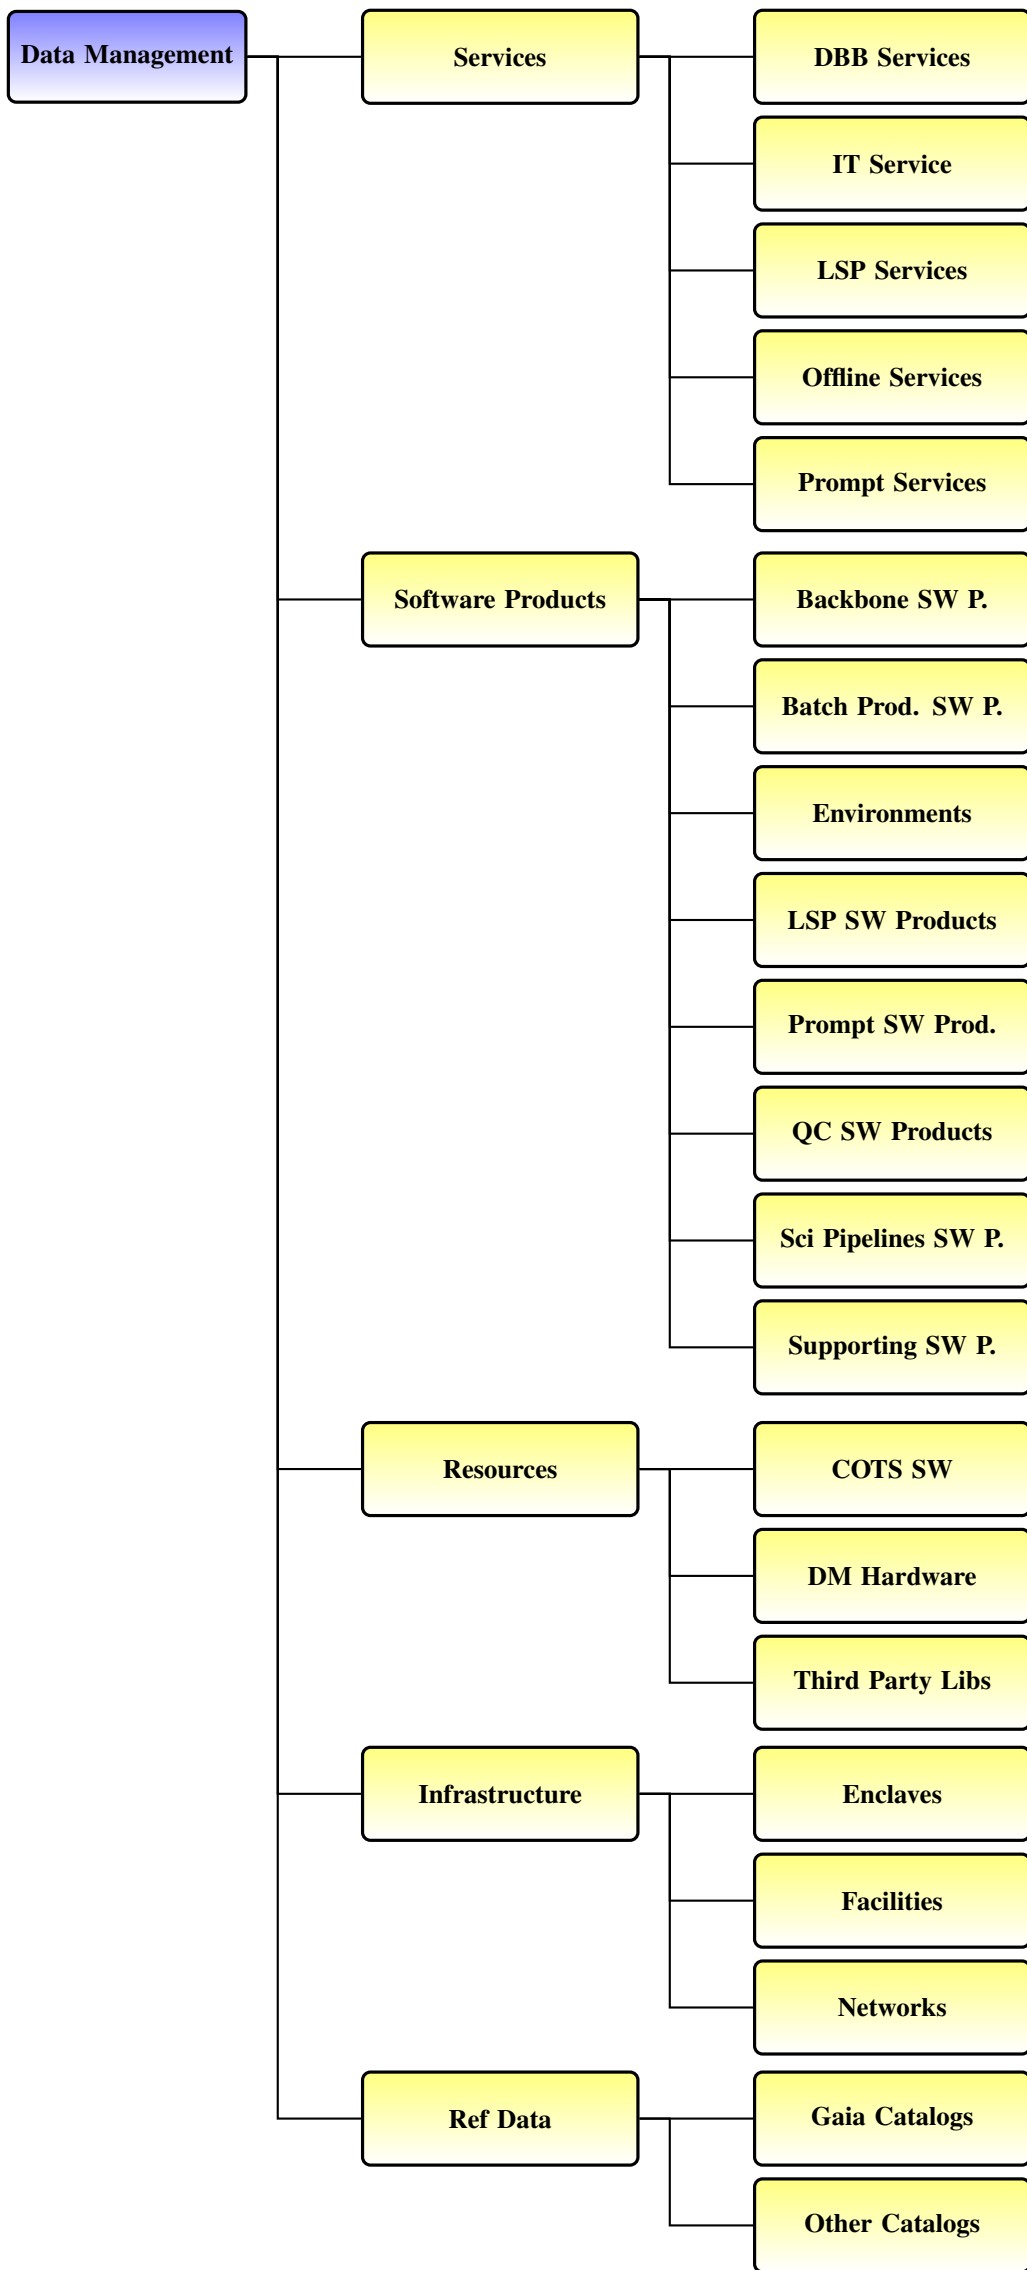 Data Management
Services
DBB Services
IT Service
LSP Services
Offline Services
Prompt Services
Software Products
Backbone SW P.
Batch Prod. SW P.
Environments
LSP SW Products
Prompt SW Prod.
QC SW Products
Sci Pipelines SW P.
Supporting SW P.
Resources
COTS SW
DM Hardware
Third Party Libs
Infrastructure
Enclaves
Facilities
Networks
Ref Data
Gaia Catalogs
Other Catalogs